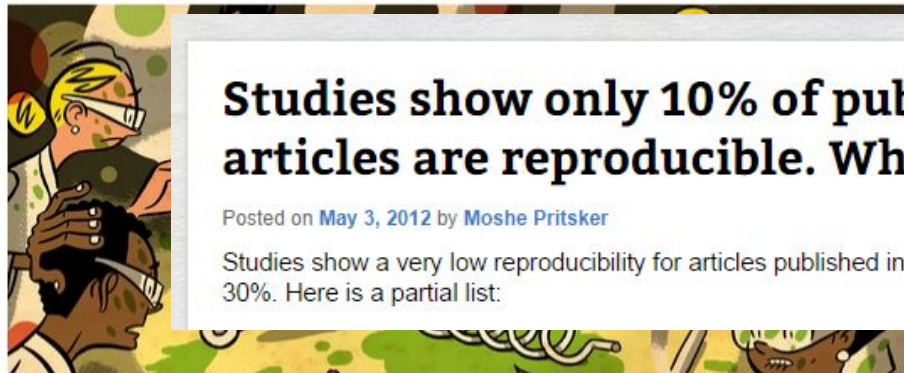 Studies show only 10% of pub
articles are reproducible. Wh
Posted on May 3, 2012 by Moshe Pritsker
Studies show a very low reproducibility for articles published in
30%. Here is a partial list: